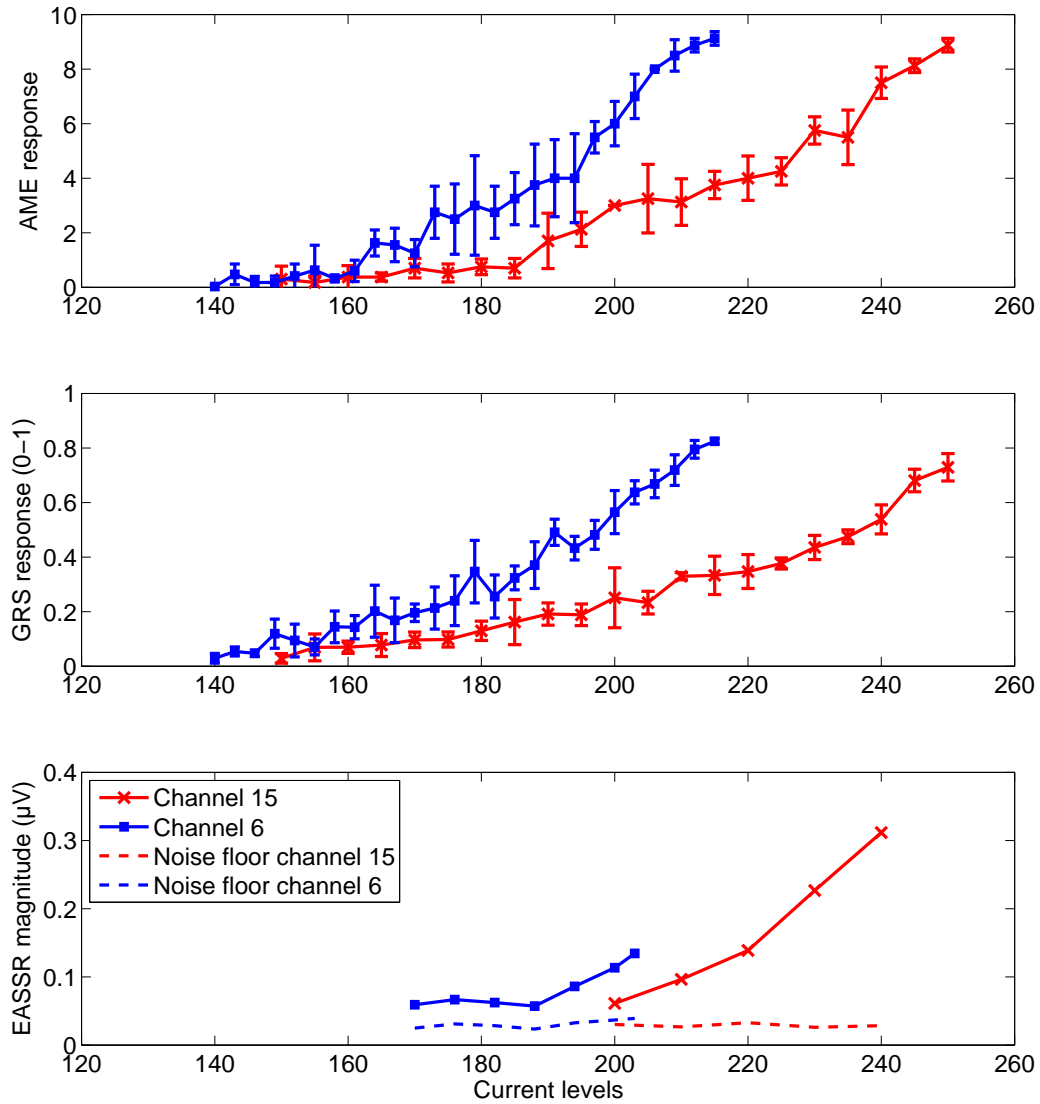 AME response
10
8
6
4
2
0
120 140 160 180 200 220 240 260
GRS response (0−1)
1
0.8
0.6
0.4
0.2
0
120 140 160 180 200 220 240 260
EASSR magnitude (µV)
0.4
0.3
0.2
0.1
0
Channel 15
Channel 6
Noise floor channel 15
Noise floor channel 6
120 140 160 180 200 220 240 260
Current levels